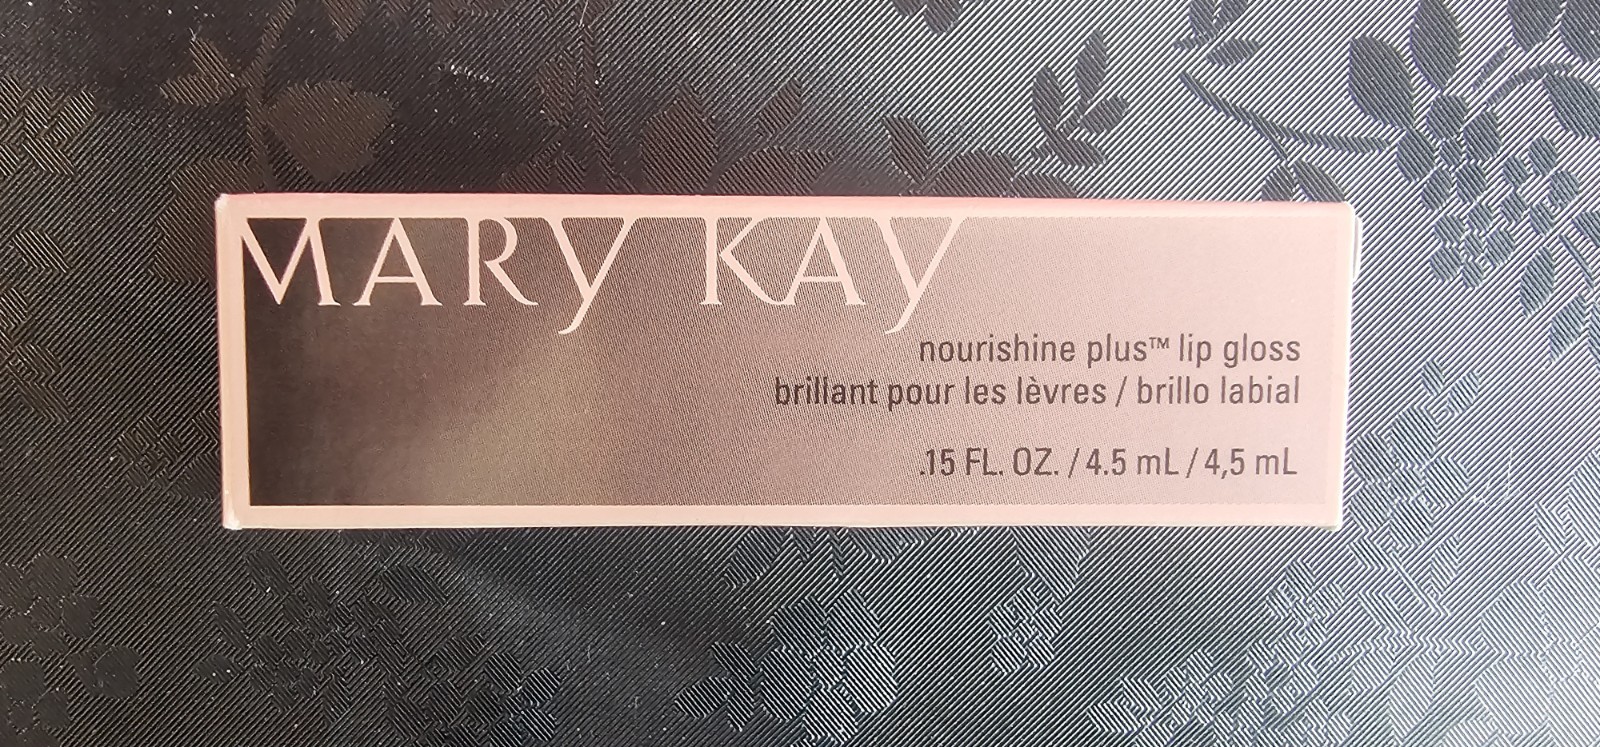 MARY KAY
nourishine plus™ lip gloss
brillant pour les lèvres / brillo labial
.15 FL. OZ. / 4.5 mL / 4,5 mL